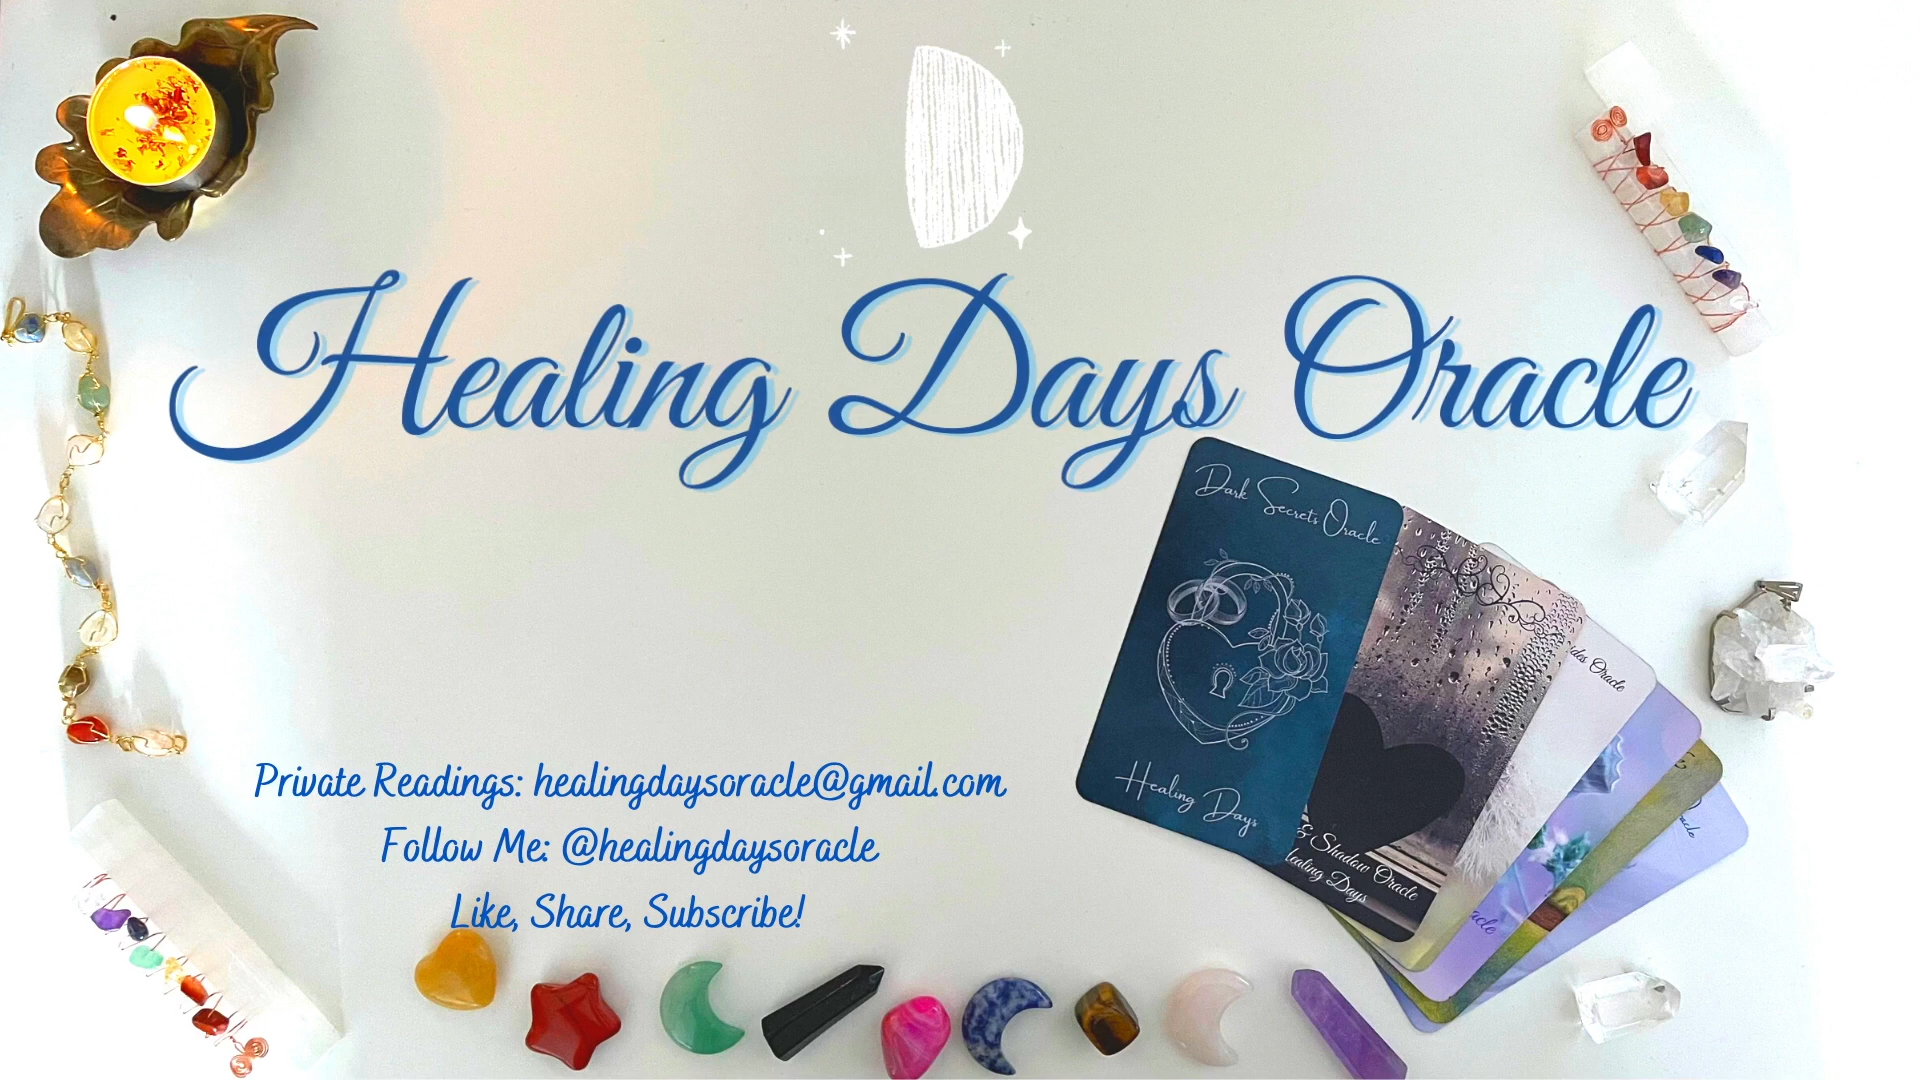 Healing Days Oracle
Dark Secrets Oracle
Healing Days
& Shadow Oracle
Healing Days
Oracle
Private Readings: healingdaysoracle@gmail.com
Follow Me: @healingdaysoracle
Like, Share, Subscribe!